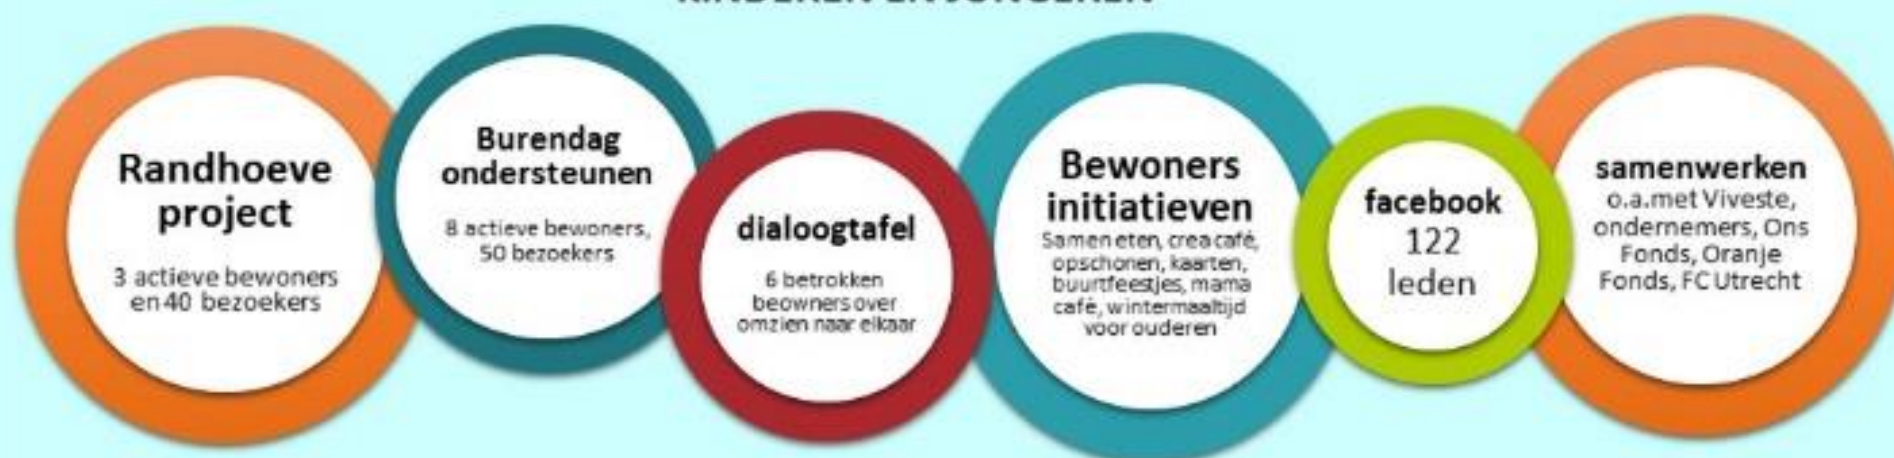 Randhoeve
project
3 actieve bewoners
en 40 bezoekers
Burendag
ondersteunen
8 actieve bewoners,
50 bezoekers
dialoogtafel
6 betrokken
beowners over
omzien naar elkaar
Bewoners
initiatieven
Samen eten, crea café,
opschonen, kaarten,
buurtfeestjes, mama
café, wintermaaltijd
voor ouderen
facebook
122
leden
samenwerken
o.a.met Viveste,
ondernemers, Ons
Fonds, Oranje
Fonds, FC Utrecht